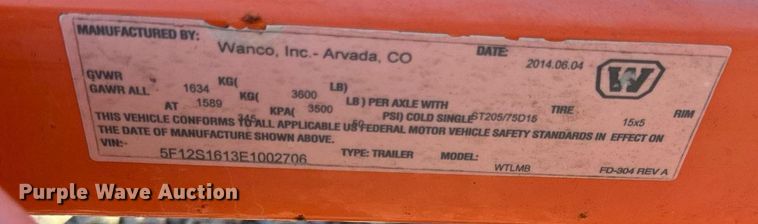 MANUFACTURED BY: Wanco, Inc.- Arvada, CO DATE: 2014.06.04
W
GVWR 1634 KG( 3600 LB)
GAWR ALL 1589 KG( 3500 LB ) PER AXLE WITH ST205/75D15 TIRE 15x5 RIM
AT 345 KPA( 50 PSI) COLD SINGLE
THIS VEHICLE CONFORMS TO ALL APPLICABLE US FEDERAL MOTOR VEHICLE SAFETY STANDARDS IN EFFECT ON
THE DATE OF MANUFACTURE SHOWN ABOVE.
VIN:- 5F12S1613E1002706 TYPE: TRAILER MODEL: WTLMB FD-304 REV A
Purple Wave Auction